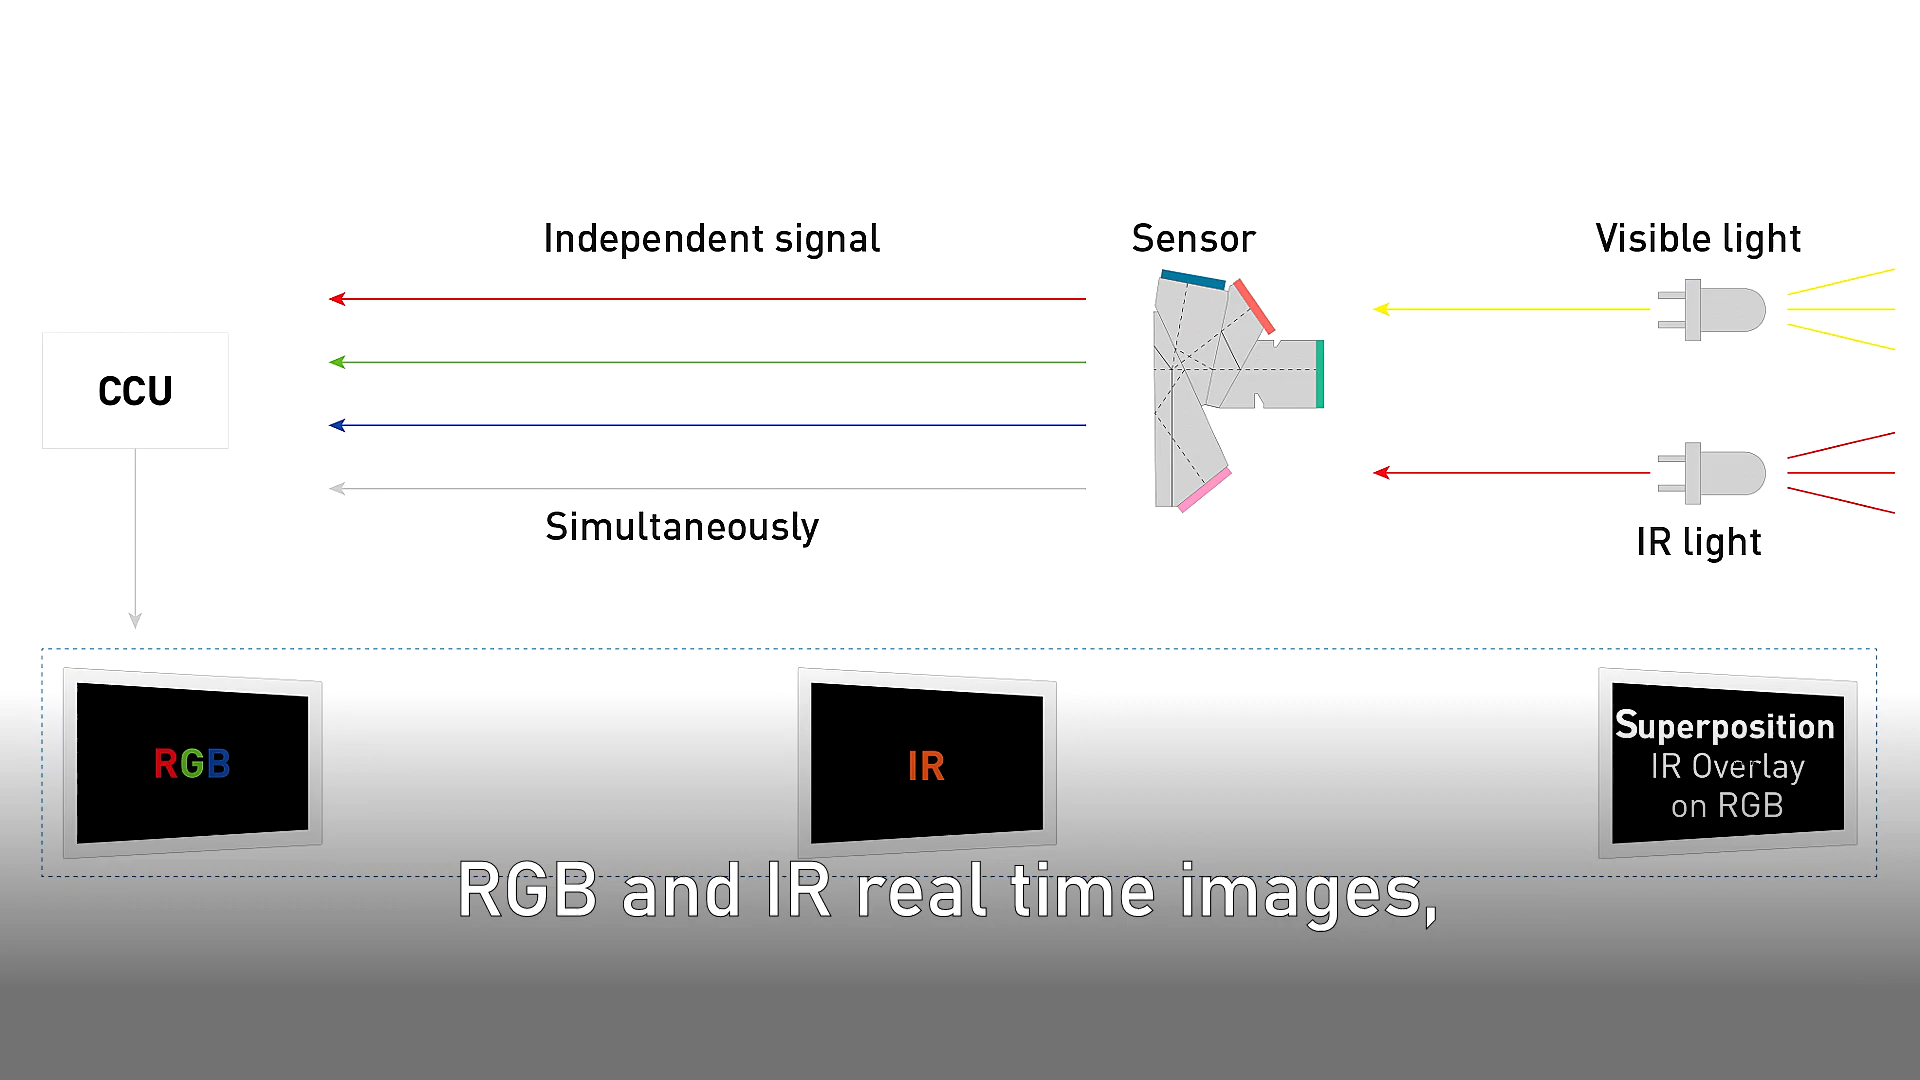 Independent signal
Sensor
Visible light
CCU
Simultaneously
IR light
RGB
IR
Superposition
IR Overlay
on RGB
RGB and IR real time images,